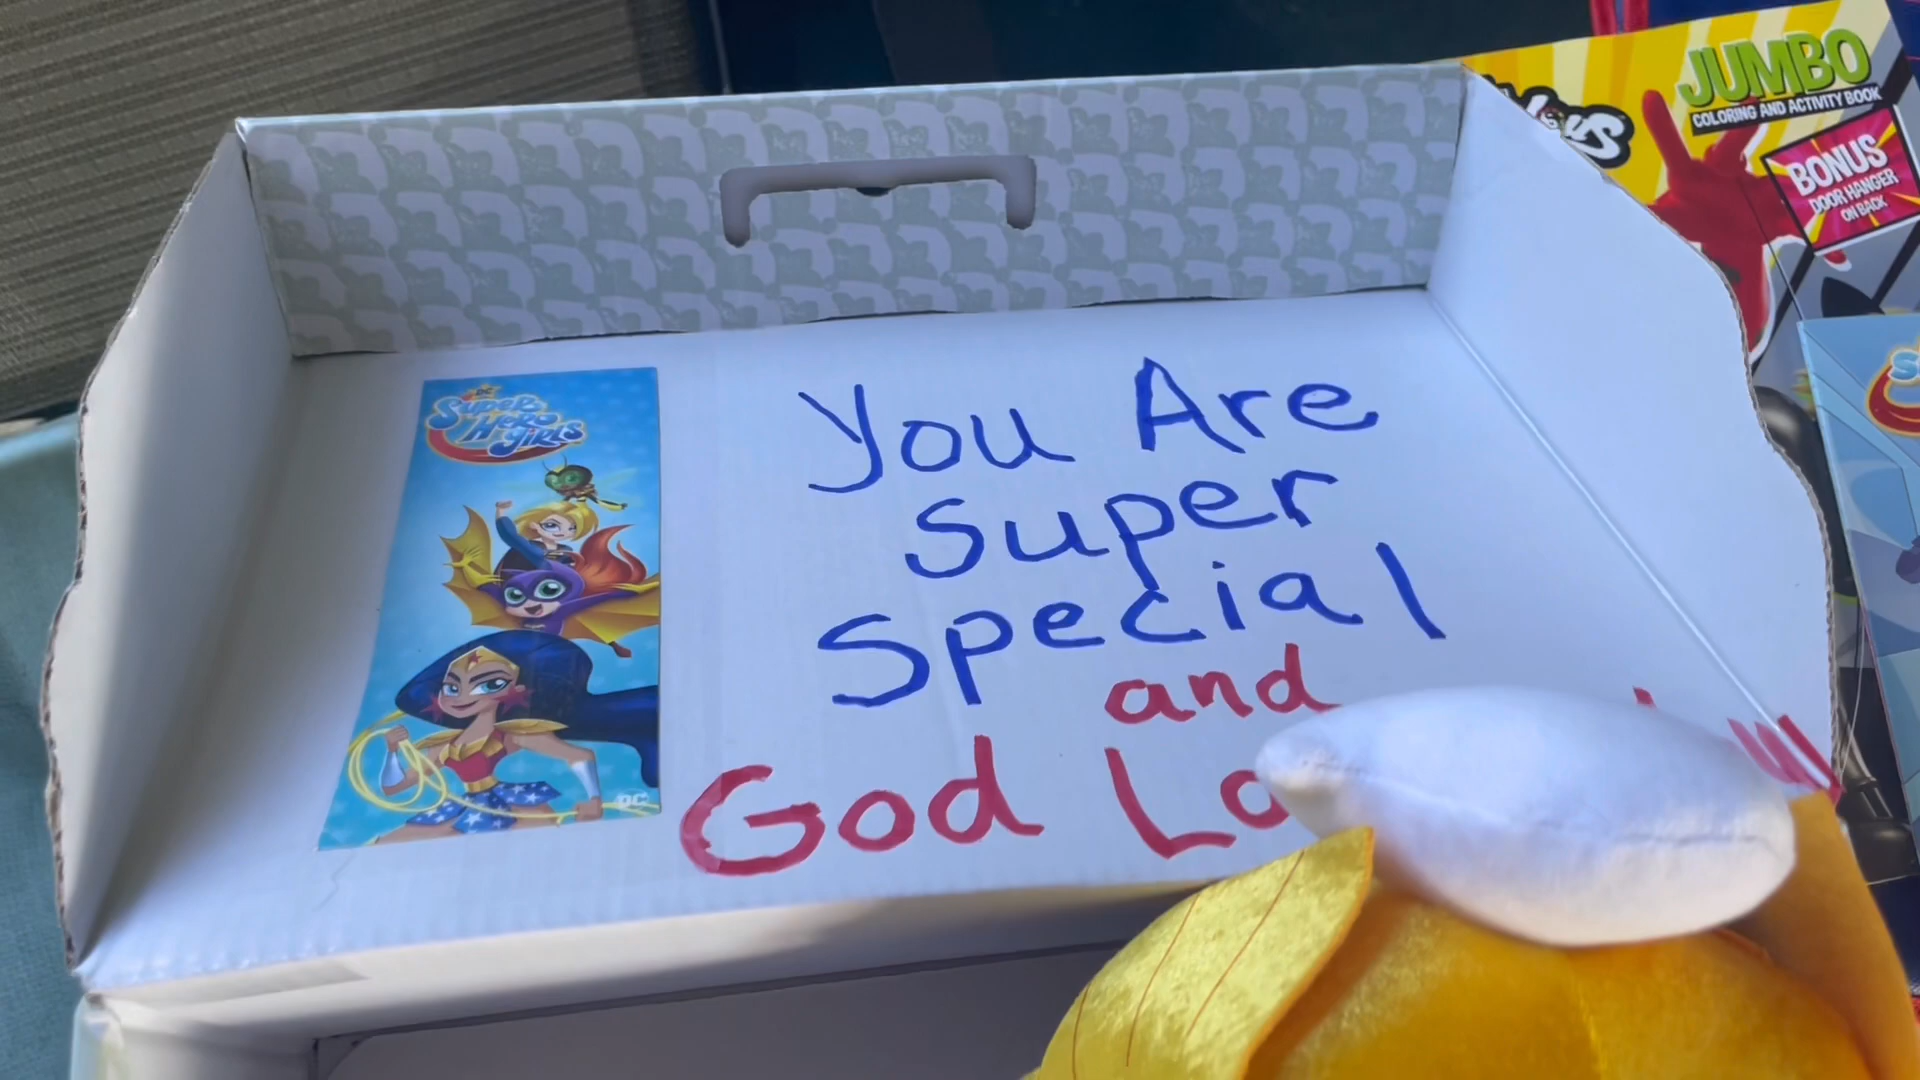 JUMBO
COLORING AND ACTIVITY BOOK
BONUS
DOOR HANGER
ON BACK
DC
Super
Hero
Girls
DC
You Are
Super
Special
and
God